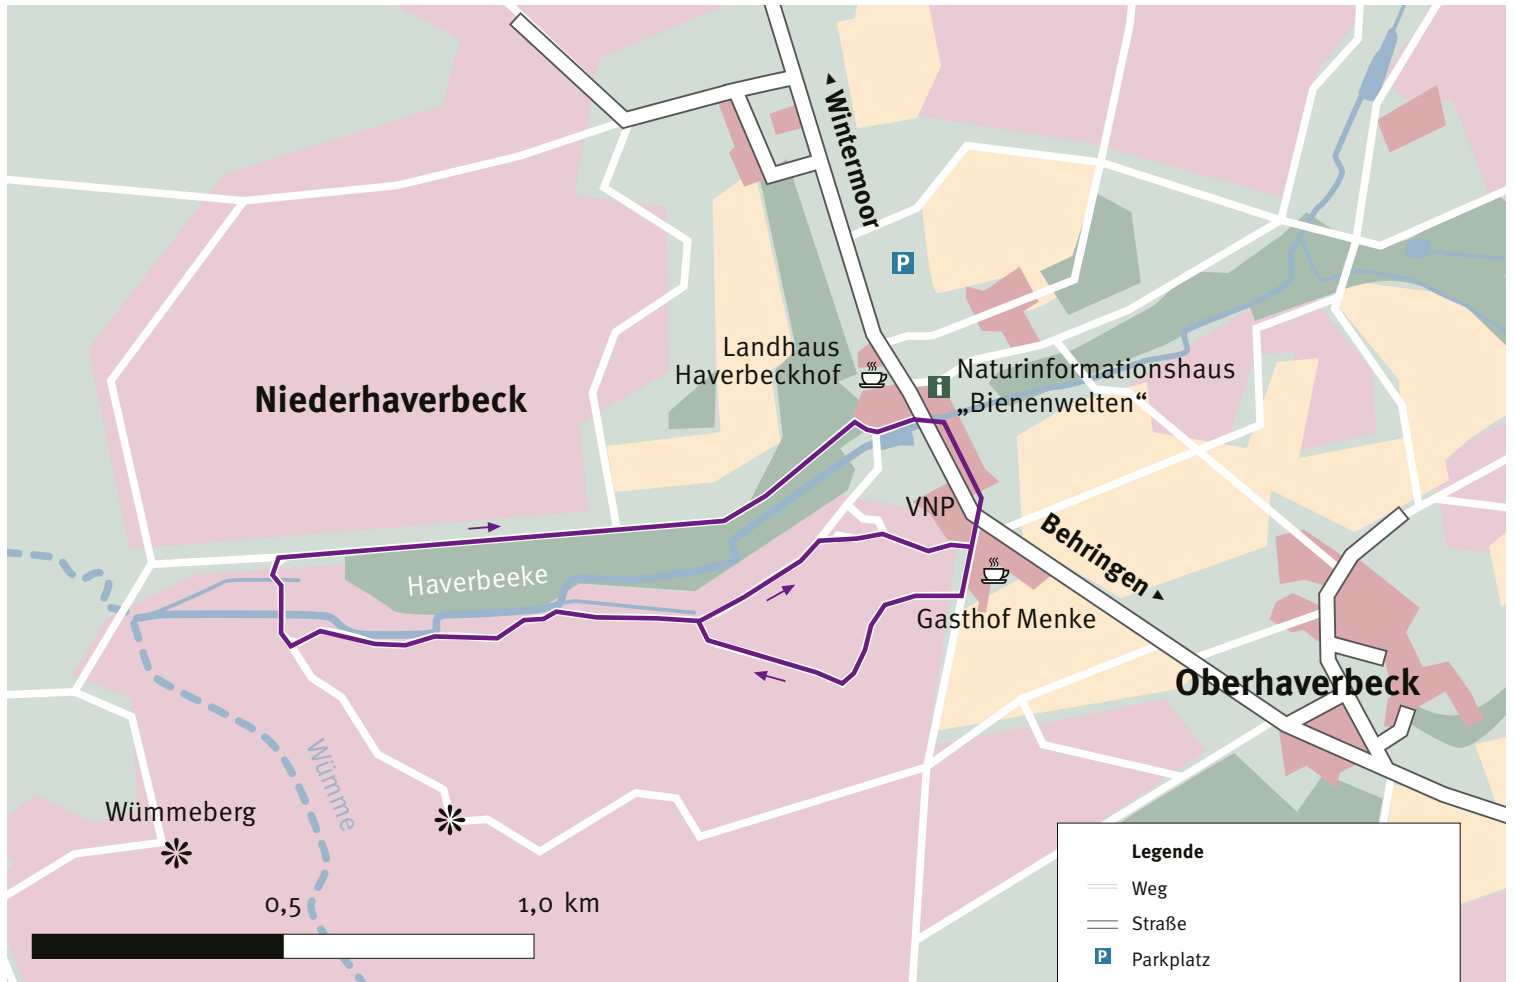 Wintermoor
P
Landhaus
Haverbeckhof
i
Naturinformationshaus
„Bienenwelten“
Niederhaverbeck
VNP
Behringen
Haverbeeke
Gasthof Menke
Oberhaverbeck
Wümme
Wümmeberg
0,5
1,0 km
Legende
Weg
Straße
P
Parkplatz